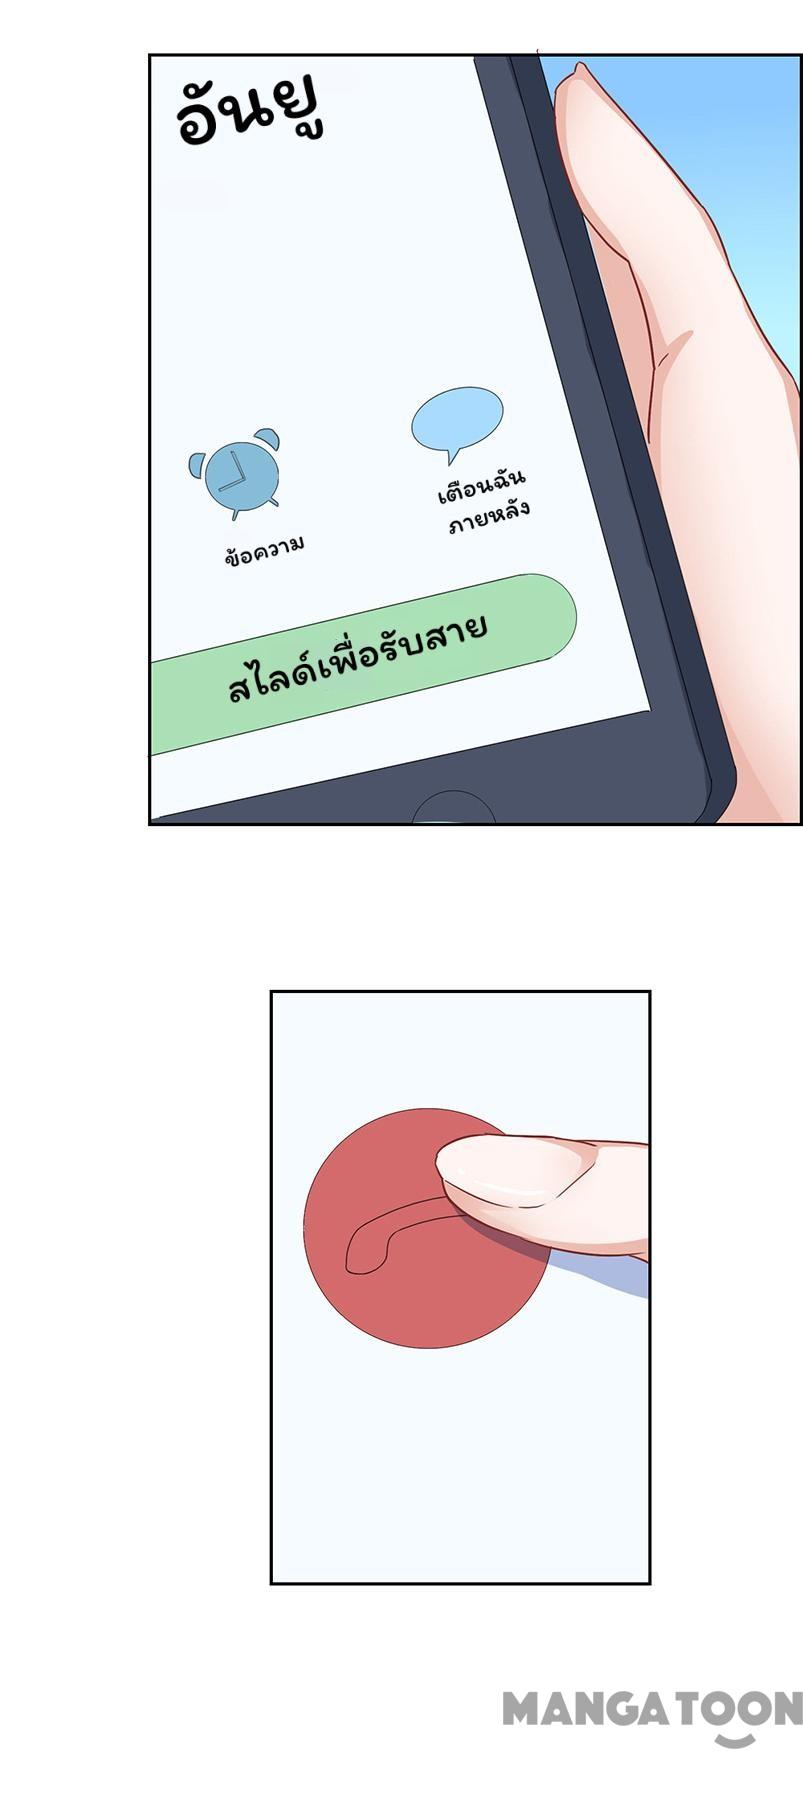 อันยู
เตือนฉัน
ภายหลัง
ข้อความ
สไลด์เพื่อรับสาย
MANGATOON